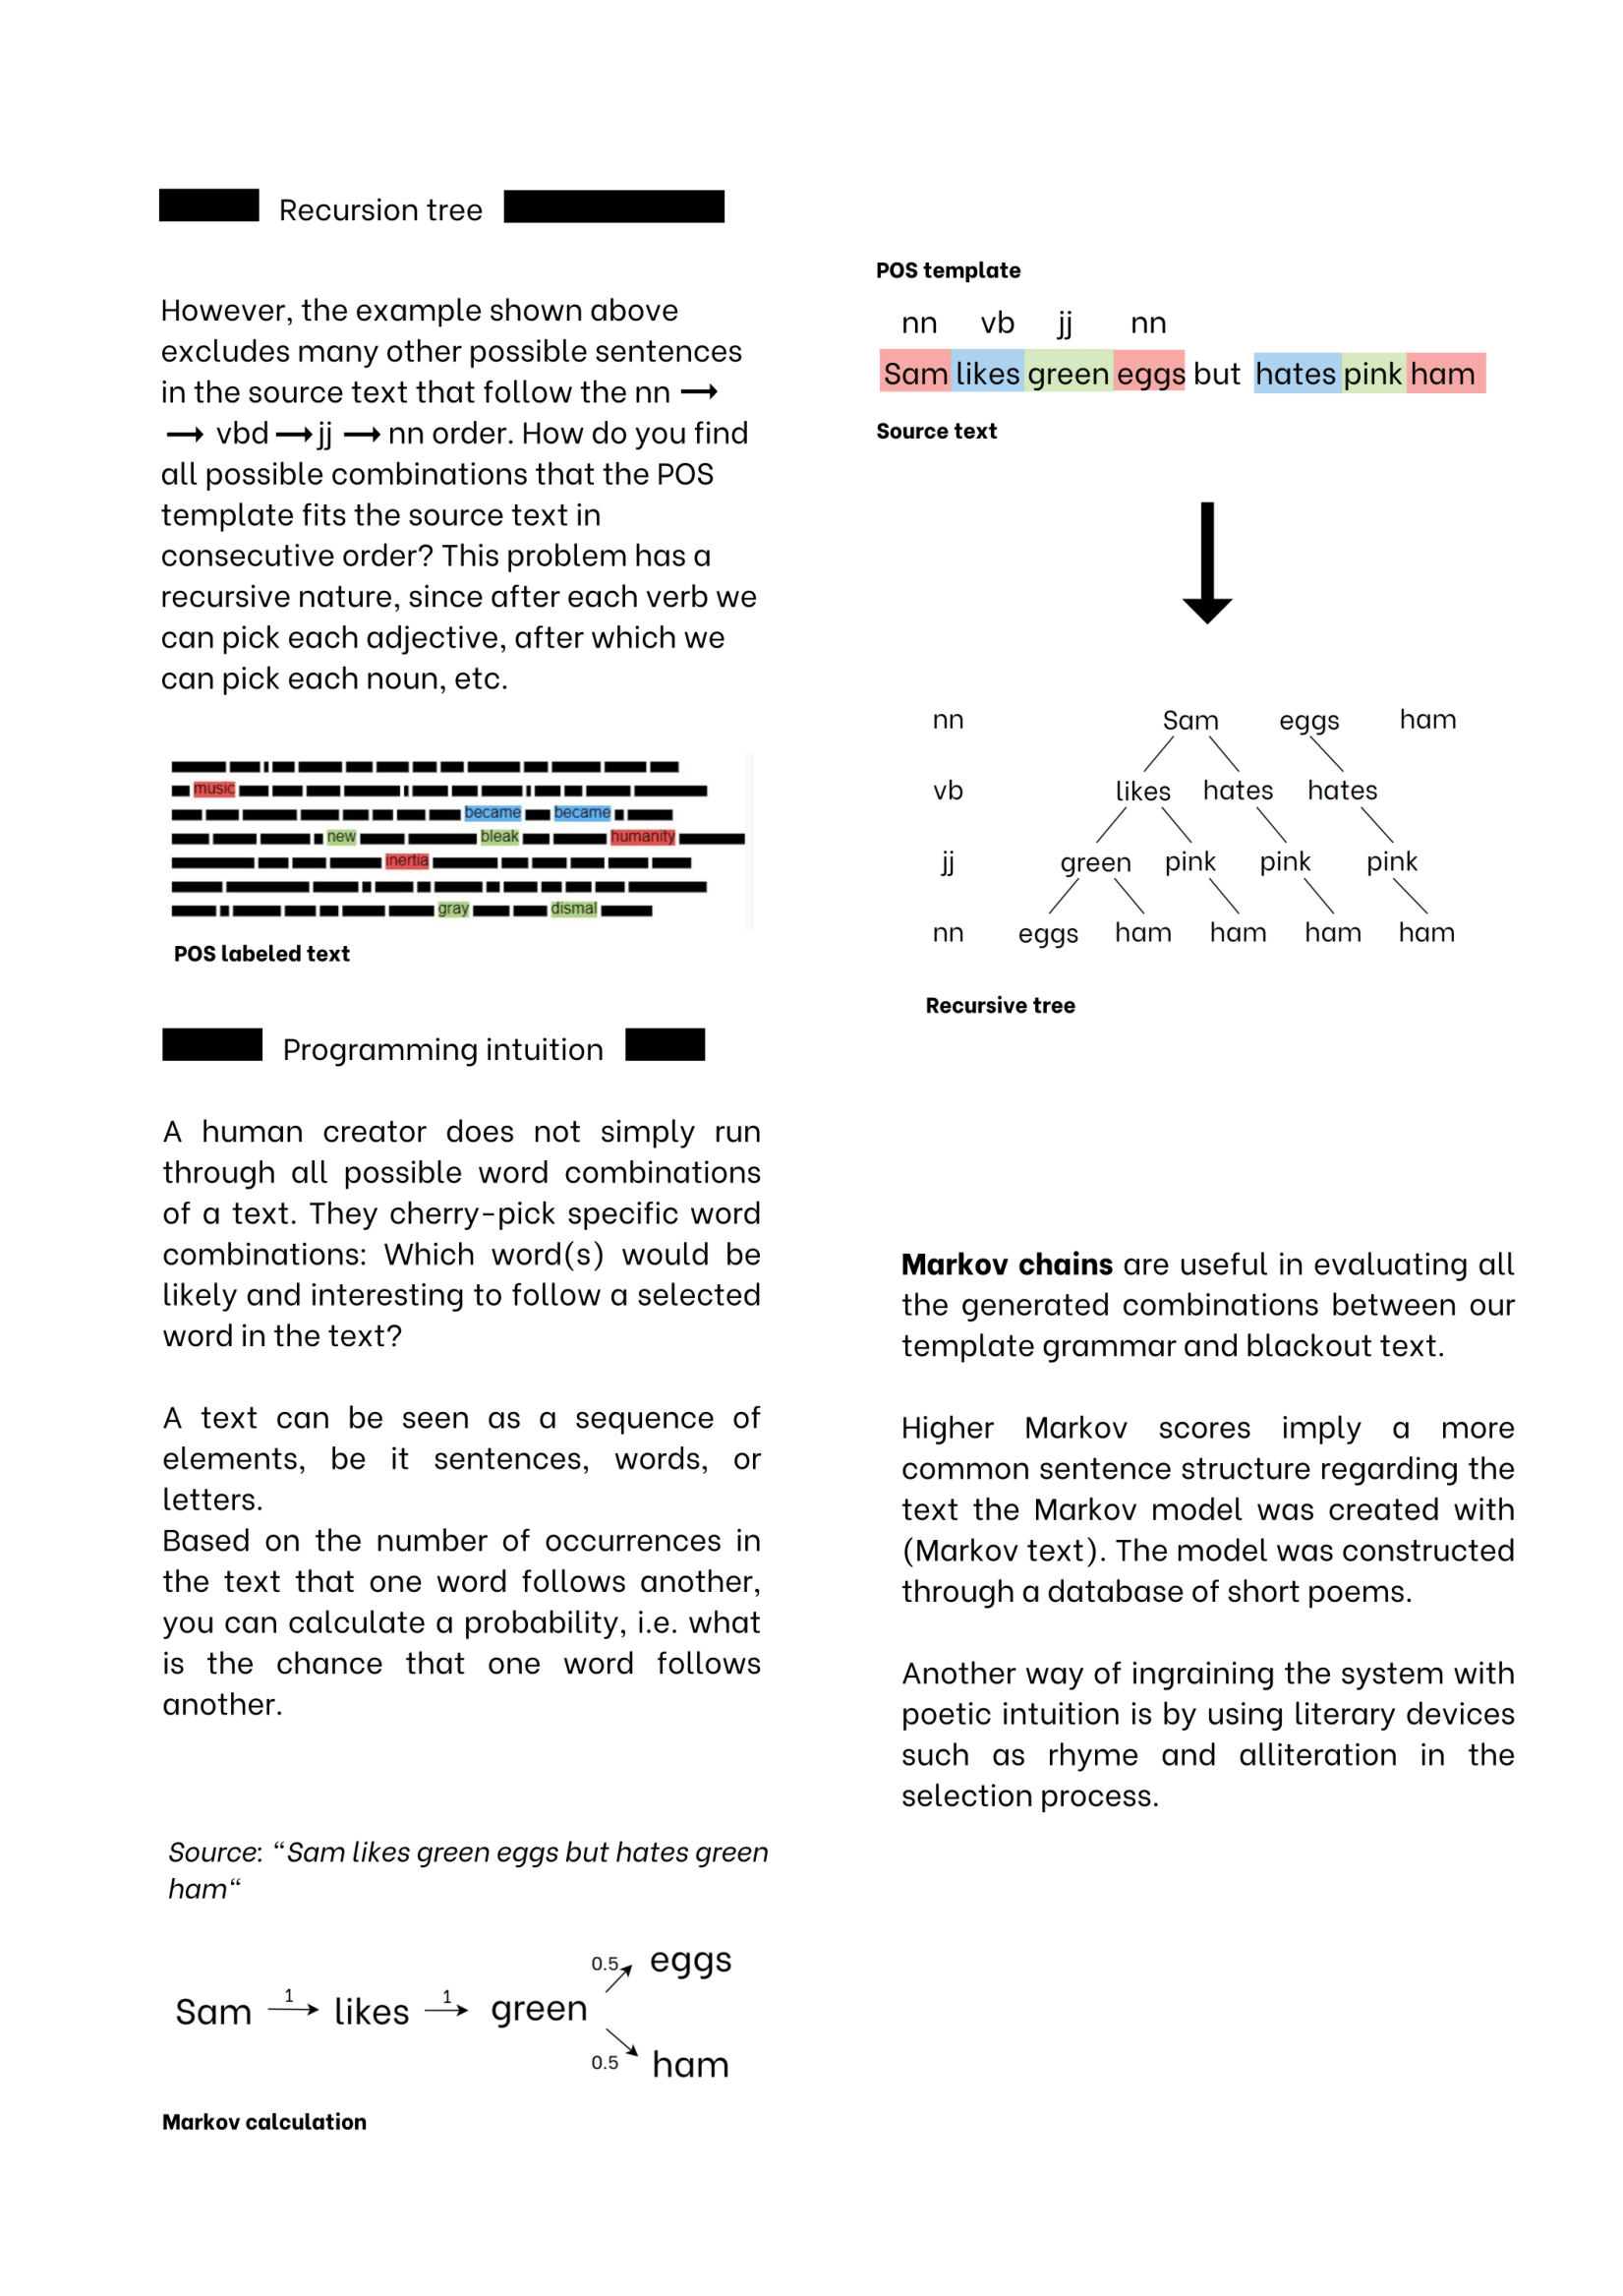 Recursion tree
However, the example shown above
excludes many other possible sentences
in the source text that follow the nn →
→ vbd → jj → nn order. How do you find
all possible combinations that the POS
template fits the source text in
consecutive order? This problem has a
recursive nature, since after each verb we
can pick each adjective, after which we
can pick each noun, etc.
music
became became
new bleak humanity
inertia
gray dismal
POS labeled text
Programming intuition
A human creator does not simply run
through all possible word combinations
of a text. They cherry-pick specific word
combinations: Which word(s) would be
likely and interesting to follow a selected
word in the text?
A text can be seen as a sequence of
elements, be it sentences, words, or
letters.
Based on the number of occurrences in
the text that one word follows another,
you can calculate a probability, i.e. what
is the chance that one word follows
another.
Source: “Sam likes green eggs but hates green
ham“
0.5 eggs
Sam 1 likes 1 green
0.5 ham
Markov calculation
POS template
nn vb jj nn
Sam likes green eggs but hates pink ham
Source text
nn Sam eggs ham
vb likes hates hates
jj green pink pink pink
nn eggs ham ham ham ham
Recursive tree
Markov chains are useful in evaluating all
the generated combinations between our
template grammar and blackout text.
Higher Markov scores imply a more
common sentence structure regarding the
text the Markov model was created with
(Markov text). The model was constructed
through a database of short poems.
Another way of ingraining the system with
poetic intuition is by using literary devices
such as rhyme and alliteration in the
selection process.